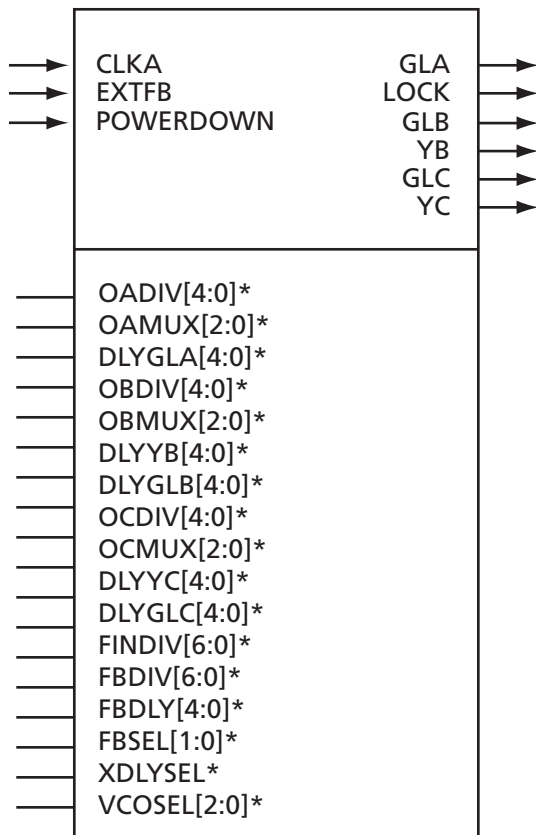 CLKA GLA
EXTFB LOCK
POWERDOWN GLB
YB
GLC
YC
OADIV[4:0]*
OAMUX[2:0]*
DLYGLA[4:0]*
OBDIV[4:0]*
OBMUX[2:0]*
DLYYB[4:0]*
DLYGLB[4:0]*
OCDIV[4:0]*
OCMUX[2:0]*
DLYYC[4:0]*
DLYGLC[4:0]*
FINDIV[6:0]*
FBDIV[6:0]*
FBDLY[4:0]*
FBSEL[1:0]*
XDLYSEL*
VCOSEL[2:0]*